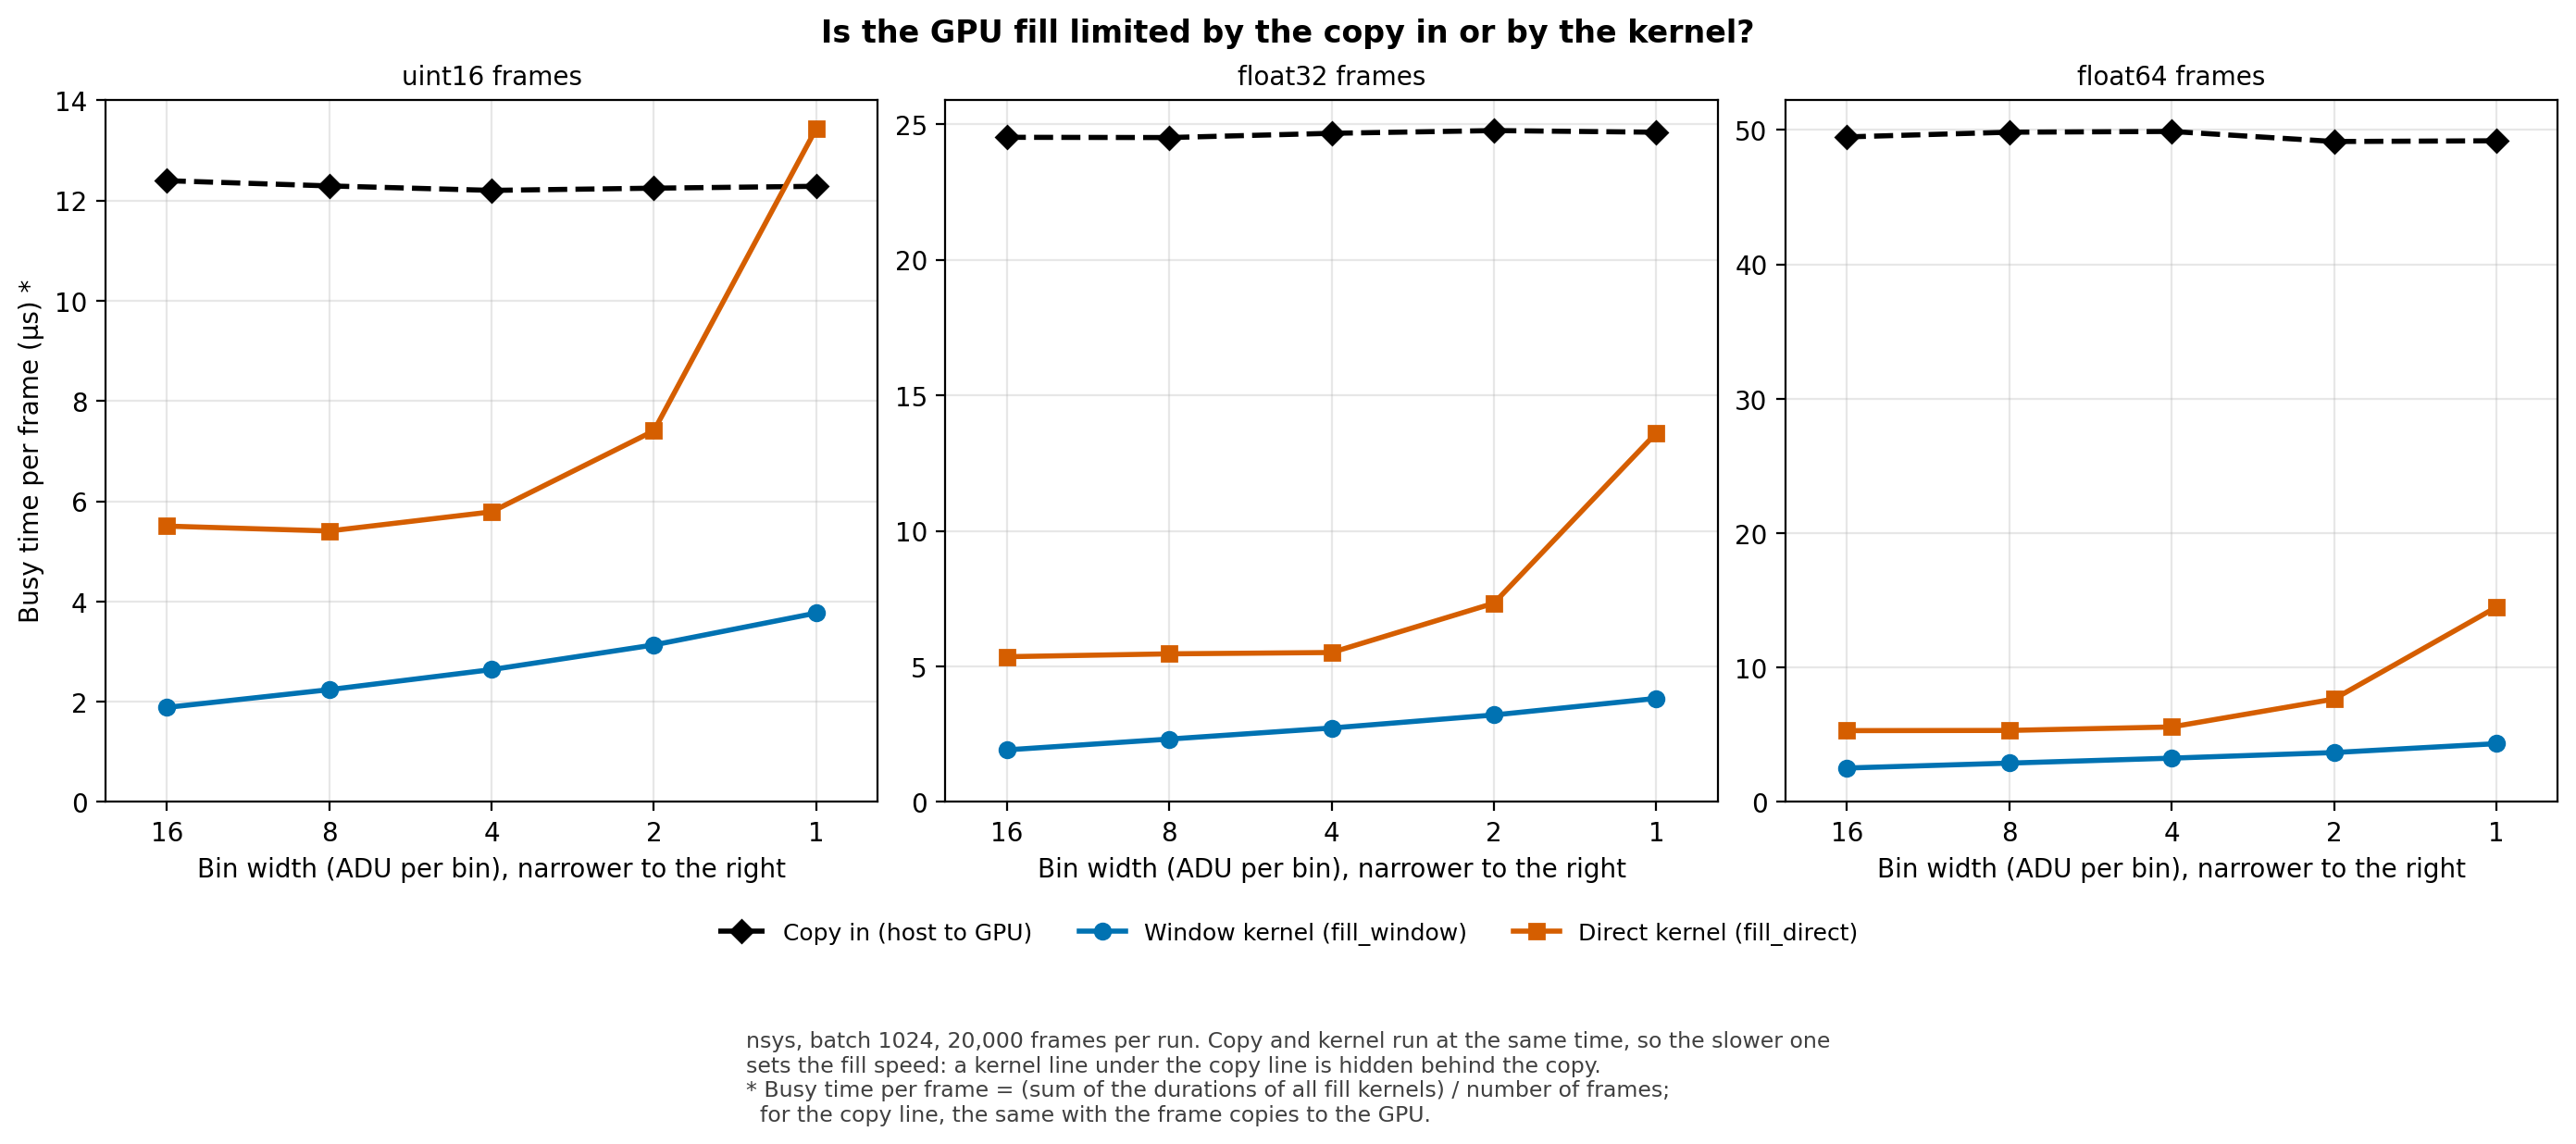 Is the GPU fill limited by the copy in or by the kernel?
uint16 frames
float32 frames
float64 frames
Busy time per frame (µs) *
14
12
10
8
6
4
2
0
16 8 4 2 1
Bin width (ADU per bin), narrower to the right
25
20
15
10
5
0
16 8 4 2 1
Bin width (ADU per bin), narrower to the right
50
40
30
20
10
0
16 8 4 2 1
Bin width (ADU per bin), narrower to the right
Copy in (host to GPU)
Window kernel (fill_window)
Direct kernel (fill_direct)
nsys, batch 1024, 20,000 frames per run. Copy and kernel run at the same time, so the slower one
sets the fill speed: a kernel line under the copy line is hidden behind the copy.
* Busy time per frame = (sum of the durations of all fill kernels) / number of frames;
for the copy line, the same with the frame copies to the GPU.